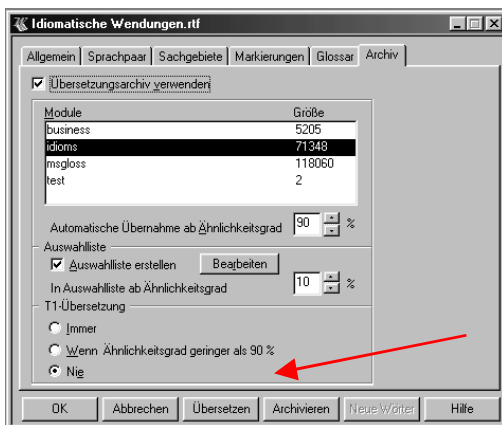 Idiomatische Wendungen.rtf
Allgemein Sprachpaar Sachgebiete Markierungen Glossar Archiv
Übersetzungsarchiv verwenden
Module Größe
business 5205
idioms 71348
msgloss 118060
test 2
Automatische Übernahme ab Ähnlichkeitsgrad 90 %
Auswahlliste
Auswahlliste erstellen Bearbeiten
In Auswahlliste ab Ähnlichkeitsgrad 10 %
T1-Übersetzung
Immer
Wenn Ähnlichkeitsgrad geringer als 90 %
Nie
OK Abbrechen Übersetzen Archivieren Neue Wörter Hilfe